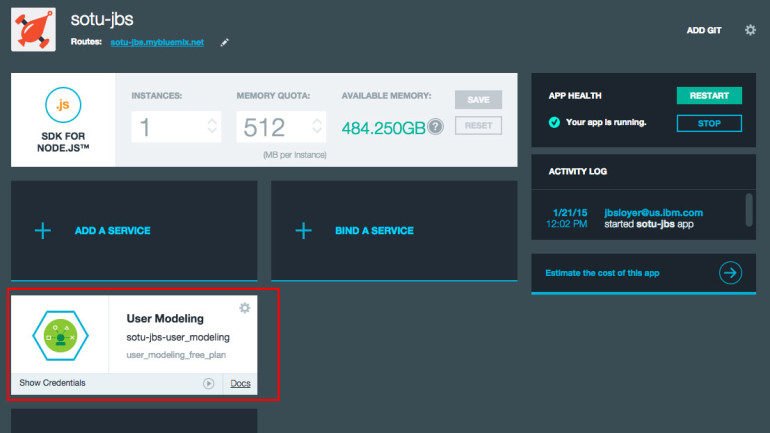 sotu-jbs
Routes: sotu-jbs.mybluemix.net
ADD GIT
.js
SDK FOR
NODE.JS™
INSTANCES:
1
MEMORY QUOTA:
512
(MB per Instance)
AVAILABLE MEMORY:
484.250GB ?
SAVE
RESET
APP HEALTH
RESTART
Your app is running.
STOP
ACTIVITY LOG
1/21/15 jbsloyer@us.ibm.com
12:02 PM started sotu-jbs app
ADD A SERVICE
BIND A SERVICE
Estimate the cost of this app
User Modeling
sotu-jbs-user_modeling
user_modeling_free_plan
Show Credentials
Docs